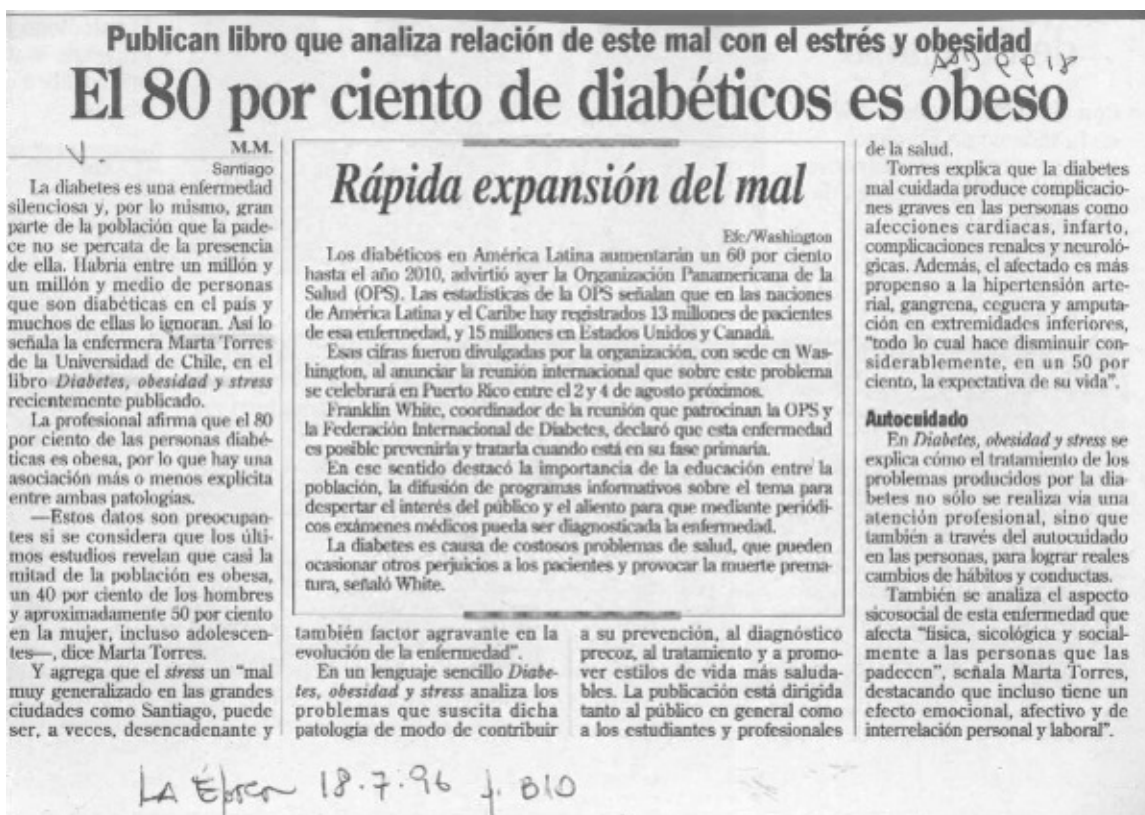 Publican libro que analiza relación de este mal con el estrés y obesidad
El 80 por ciento de diabéticos es obeso
M.M.
Santiago
La diabetes es una enfermedad
silenciosa y, por lo mismo, gran
parte de la población que la pade-
ce no se percata de la presencia
de ella. Habría entre un millón y
un millón y medio de personas
que son diabéticas en el país y
muchos de ellas lo ignoran. Así lo
señala la enfermera Marta Torres
de la Universidad de Chile, en el
libro Diabetes, obesidad y stress
recientemente publicado.
La profesional afirma que el 80
por ciento de las personas diabé-
ticas es obesa, por lo que hay una
asociación más o menos explícita
entre ambas patologías.
—Estos datos son preocupan-
tes si se considera que los últi-
mos estudios revelan que casi la
mitad de la población es obesa,
un 40 por ciento de los hombres
y aproximadamente 50 por ciento
en la mujer, incluso adolescen-
tes—, dice Marta Torres.
Y agrega que el stress un "mal
muy generalizado en las grandes
ciudades como Santiago, puede
ser, a veces, desencadenante y
Rápida expansión del mal
Efe/Washington
Los diabéticos en América Latina aumentarán un 60 por ciento
hasta el año 2010, advirtió ayer la Organización Panamericana de la
Salud (OPS). Las estadísticas de la OPS señalan que en las naciones
de América Latina y el Caribe hay registrados 13 millones de pacientes
de esa enfermedad, y 15 millones en Estados Unidos y Canadá.
Esas cifras fueron divulgadas por la organización, con sede en Was-
hington, al anunciar la reunión internacional que sobre este problema
se celebrará en Puerto Rico entre el 2 y 4 de agosto próximos.
Franklin White, coordinador de la reunión que patrocinan la OPS y
la Federación Internacional de Diabetes, declaró que esta enfermedad
es posible prevenirla y tratarla cuando está en su fase primaria.
En ese sentido destacó la importancia de la educación entre la
población, la difusión de programas informativos sobre el tema para
despertar el interés del público y el aliento para que mediante periódi-
cos exámenes médicos pueda ser diagnosticada la enfermedad.
La diabetes es causa de costosos problemas de salud, que pueden
ocasionar otros perjuicios a los pacientes y provocar la muerte prema-
tura, señaló White.
también factor agravante en la
evolución de la enfermedad".
En un lenguaje sencillo Diabe-
tes, obesidad y stress analiza los
problemas que suscita dicha
patología de modo de contribuir
a su prevención, al diagnóstico
precoz, al tratamiento y a promo-
ver estilos de vida más saluda-
bles. La publicación está dirigida
tanto al público en general como
a los estudiantes y profesionales
de la salud.
Torres explica que la diabetes
mal cuidada produce complicacio-
nes graves en las personas como
afecciones cardiacas, infarto,
complicaciones renales y neuroló-
gicas. Además, el afectado es más
propenso a la hipertensión arte-
rial, gangrena, ceguera y amputa-
ción en extremidades inferiores,
"todo lo cual hace disminuir con-
siderablemente, en un 50 por
ciento, la expectativa de su vida".
Autocuidado
En Diabetes, obesidad y stress se
explica cómo el tratamiento de los
problemas producidos por la dia-
betes no sólo se realiza vía una
atención profesional, sino que
también a través del autocuidado
en las personas, para lograr reales
cambios de hábitos y conductas.
También se analiza el aspecto
sicosocial de esta enfermedad que
afecta "física, sicológica y social-
mente a las personas que las
padecen", señala Marta Torres,
destacando que incluso tiene un
efecto emocional, afectivo y de
interrelación personal y laboral".
La Época 18.7.96